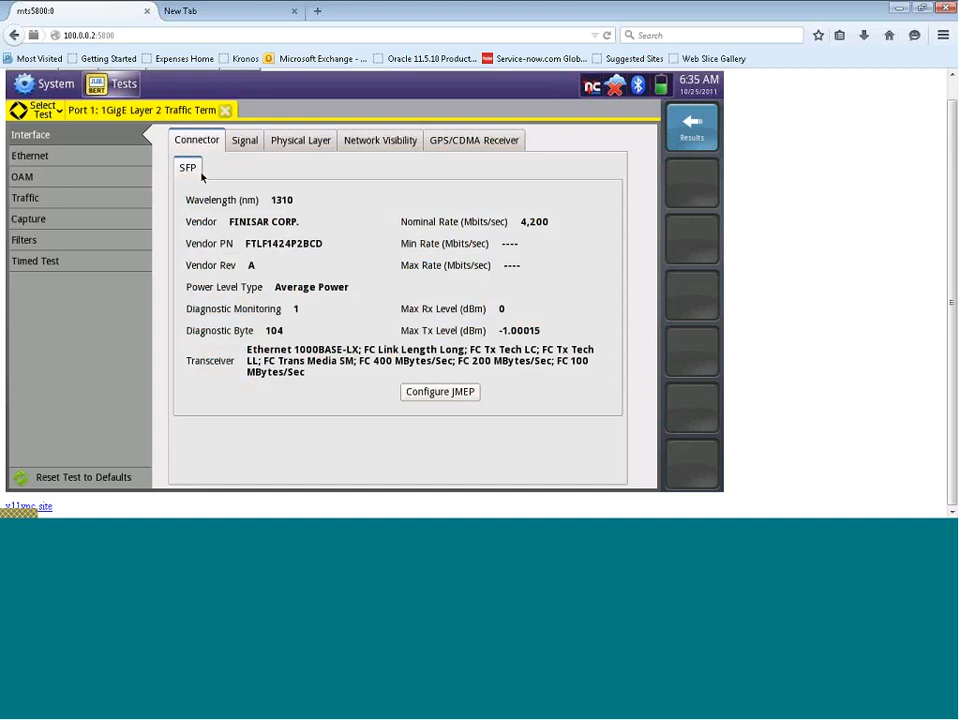 mts5800:0 × New Tab × +
100.0.0.2:5800 Search
Most Visited Getting Started Expenses Home Kronos Microsoft Exchange - ... Oracle 11.5.10 Product... Service-now.com Glob... Suggested Sites Web Slice Gallery
System JUMP BERT Tests nc 6:35 AM
10/25/2011
Select Test Port 1: 1GigE Layer 2 Traffic Term
Results
Interface
Ethernet
OAM
Traffic
Capture
Filters
Timed Test
Reset Test to Defaults
Connector Signal Physical Layer Network Visibility GPS/CDMA Receiver
SFP
Wavelength (nm) 1310
Vendor FINISAR CORP. Nominal Rate (Mbits/sec) 4,200
Vendor PN FTLF1424P2BCD Min Rate (Mbits/sec) ----
Vendor Rev A Max Rate (Mbits/sec) ----
Power Level Type Average Power
Diagnostic Monitoring 1 Max Rx Level (dBm) 0
Diagnostic Byte 104 Max Tx Level (dBm) -1.00015
Transceiver Ethernet 1000BASE-LX; FC Link Length Long; FC Tx Tech LC; FC Tx Tech
LL; FC Trans Media SM; FC 400 MBytes/Sec; FC 200 MBytes/Sec; FC 100
MBytes/Sec
Configure JMEP
site